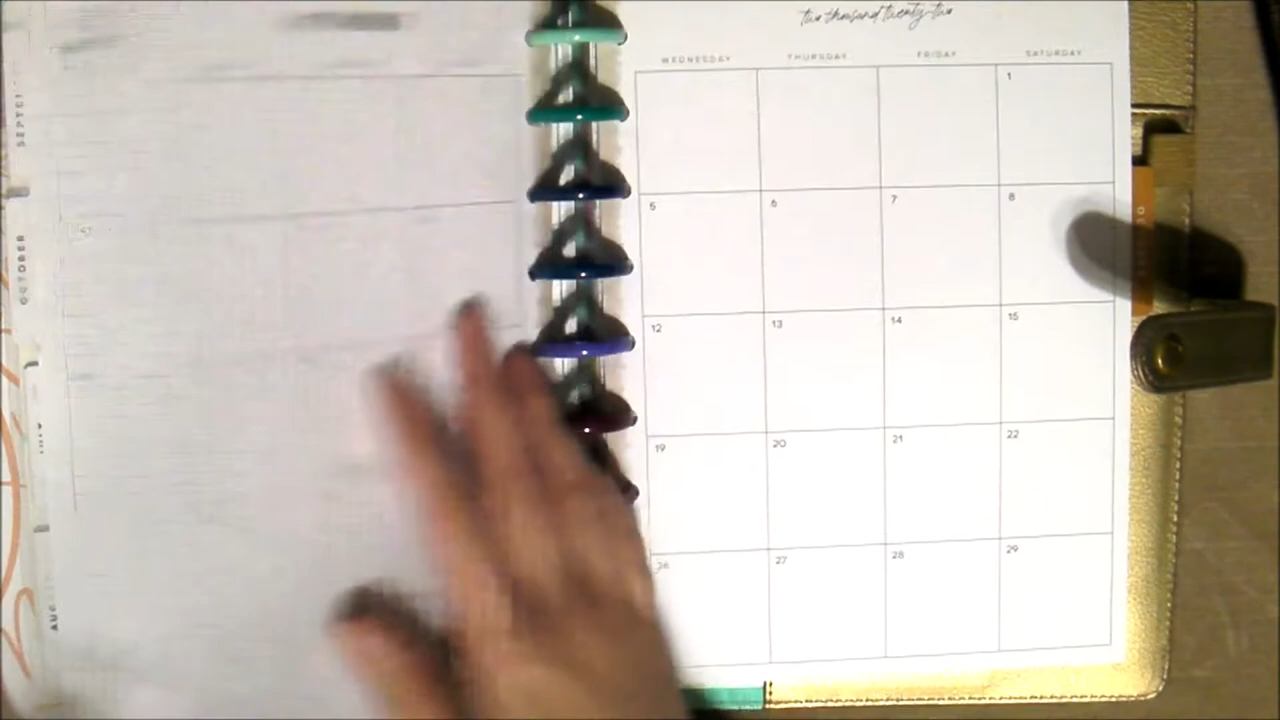 two thousand twenty-two
WEDNESDAY THURSDAY FRIDAY SATURDAY
1
5 6 7 8
12 13 14 15
19 20 21 22
26 27 28 29
OCTOBER